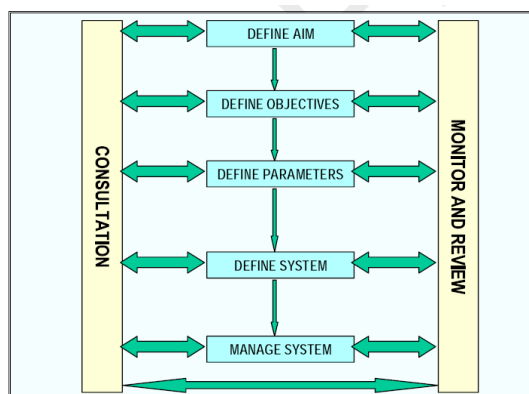 DEFINE AIM
DEFINE OBJECTIVES
DEFINE PARAMETERS
DEFINE SYSTEM
MANAGE SYSTEM
CONSULTATION
MONITOR AND REVIEW